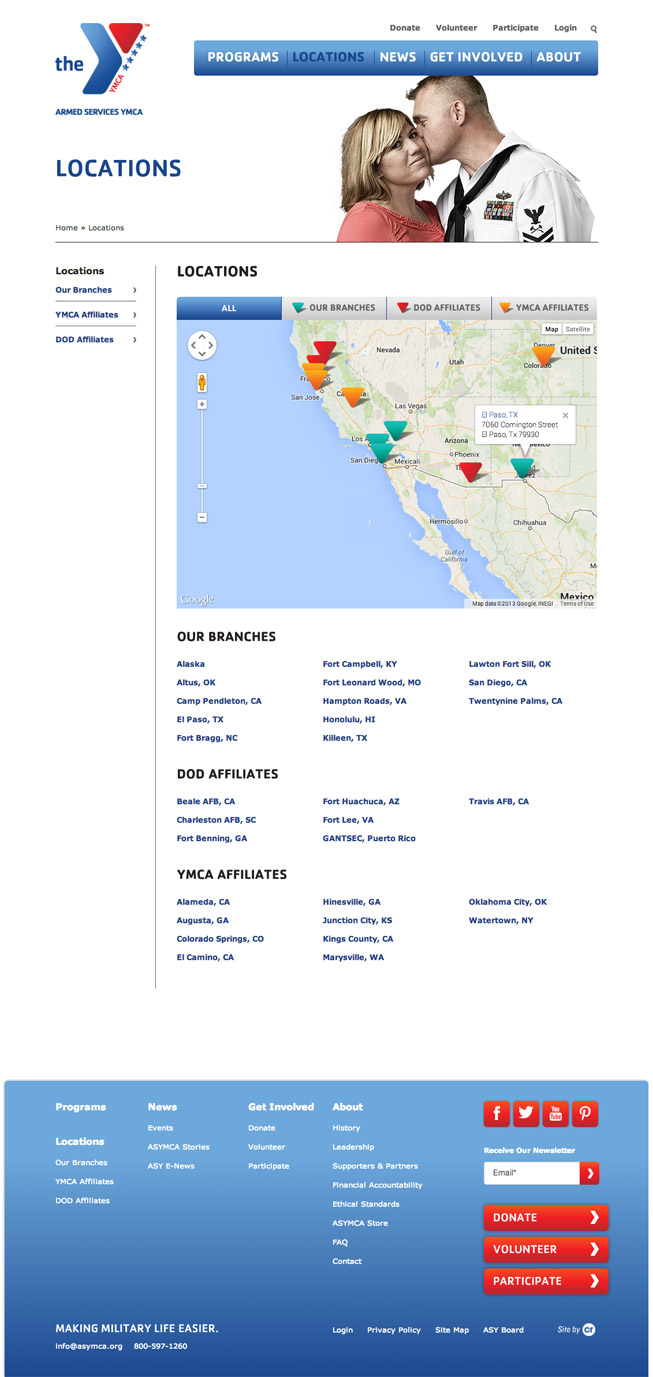 Donate Volunteer Participate Login
the
YMCA
ARMED SERVICES YMCA
PROGRAMS LOCATIONS NEWS GET INVOLVED ABOUT
LOCATIONS
Home » Locations
Locations
Our Branches
YMCA Affiliates
DOD Affiliates
LOCATIONS
ALL OUR BRANCHES DOD AFFILIATES YMCA AFFILIATES
Map Satellite
Nevada
Denver
United S
Utah
Colorado
San Jose
Las Vegas
El Paso, TX
7060 Comington Street
El Paso, Tx 79930
Arizona
Phoenix
San Diego
Mexicali
Hermosillo
Chihuahua
Gulf of
California
Mexico
Google
Map data ©2013 Google, INEGI Terms of Use
OUR BRANCHES
Alaska Fort Campbell, KY Lawton Fort Sill, OK
Altus, OK Fort Leonard Wood, MO San Diego, CA
Camp Pendleton, CA Hampton Roads, VA Twentynine Palms, CA
El Paso, TX Honolulu, HI
Fort Bragg, NC Killeen, TX
DOD AFFILIATES
Beale AFB, CA Fort Huachuca, AZ Travis AFB, CA
Charleston AFB, SC Fort Lee, VA
Fort Benning, GA GANTSEC, Puerto Rico
YMCA AFFILIATES
Alameda, CA Hinesville, GA Oklahoma City, OK
Augusta, GA Junction City, KS Watertown, NY
Colorado Springs, CO Kings County, CA
El Camino, CA Marysville, WA
Programs
Locations
Our Branches
YMCA Affiliates
DOD Affiliates
News
Events
ASYMCA Stories
ASY E-News
Get Involved
Donate
Volunteer
Participate
About
History
Leadership
Supporters & Partners
Financial Accountability
Ethical Standards
ASYMCA Store
FAQ
Contact
You Tube
Receive Our Newsletter
Email*
DONATE
VOLUNTEER
PARTICIPATE
MAKING MILITARY LIFE EASIER.
info@asymca.org 800-597-1260
Login Privacy Policy Site Map ASY Board Site by cr